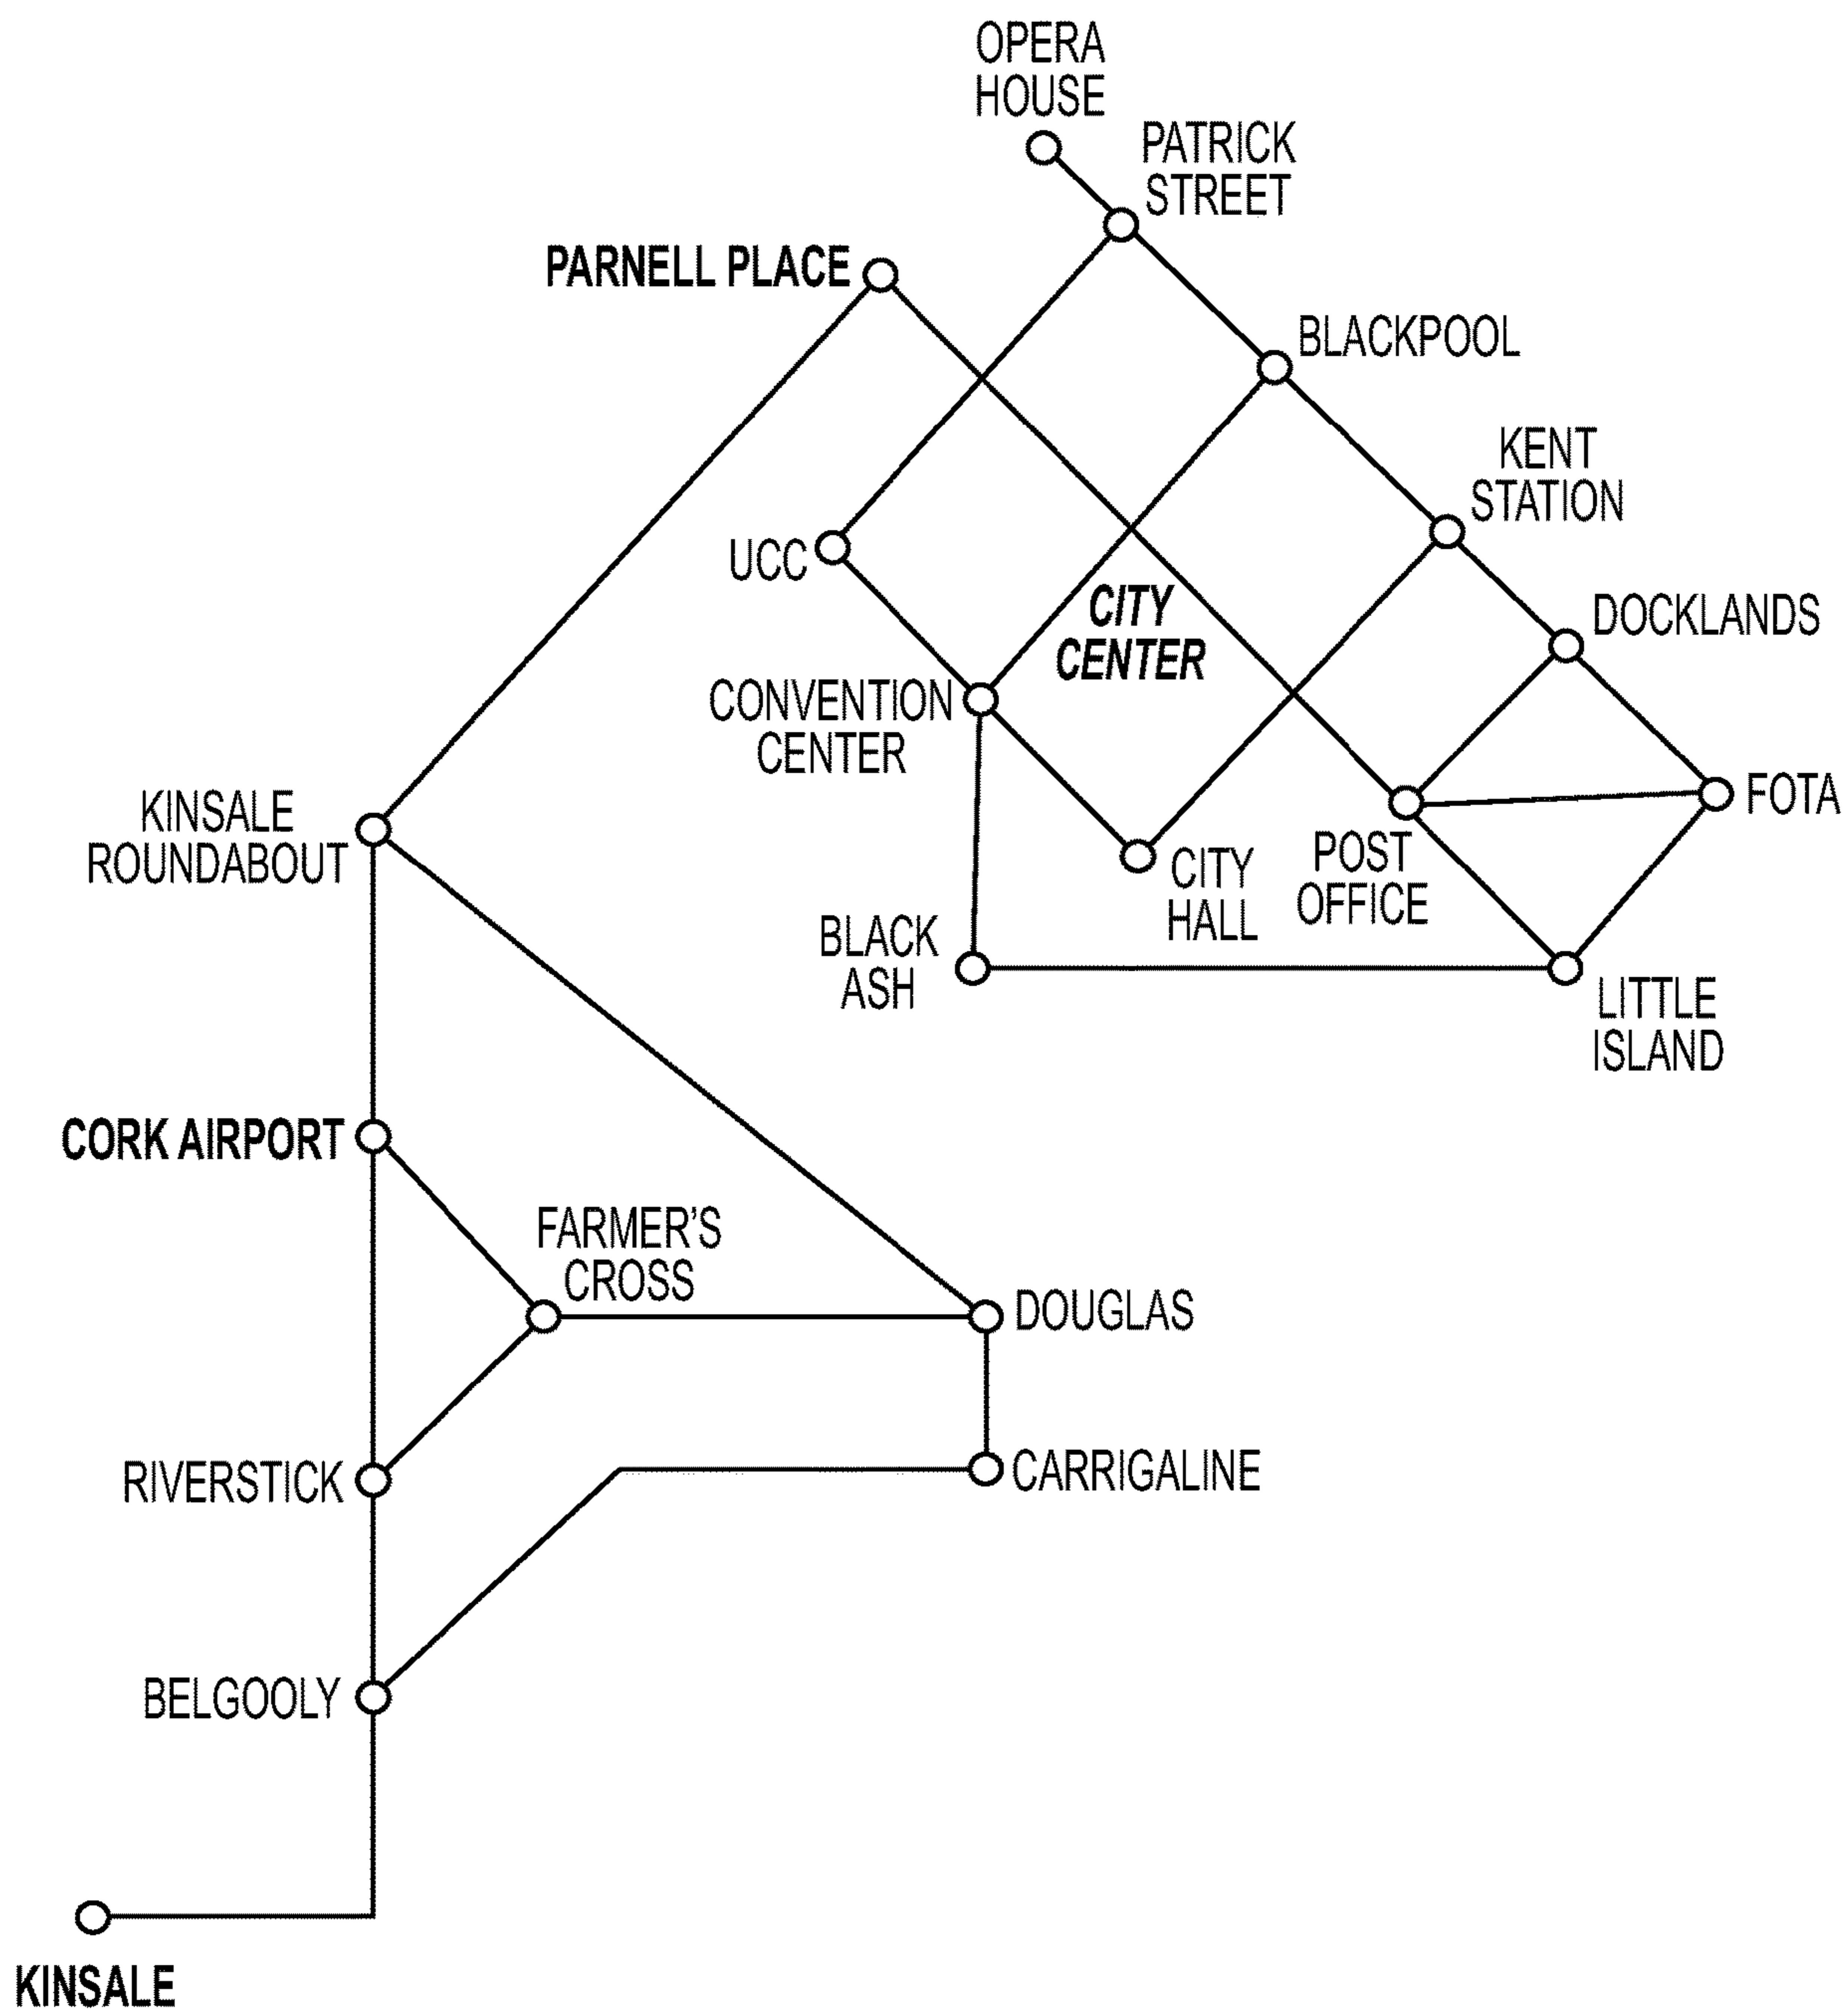 OPERA
HOUSE
PATRICK
STREET
PARNELL PLACE
BLACKPOOL
KENT
STATION
UCC
CITY
CENTER
DOCKLANDS
CONVENTION
CENTER
KINSALE
ROUNDABOUT
FOTA
POST
OFFICE
CITY
HALL
BLACK
ASH
LITTLE
ISLAND
CORK AIRPORT
FARMER'S
CROSS
DOUGLAS
RIVERSTICK
CARRIGALINE
BELGOOLY
KINSALE